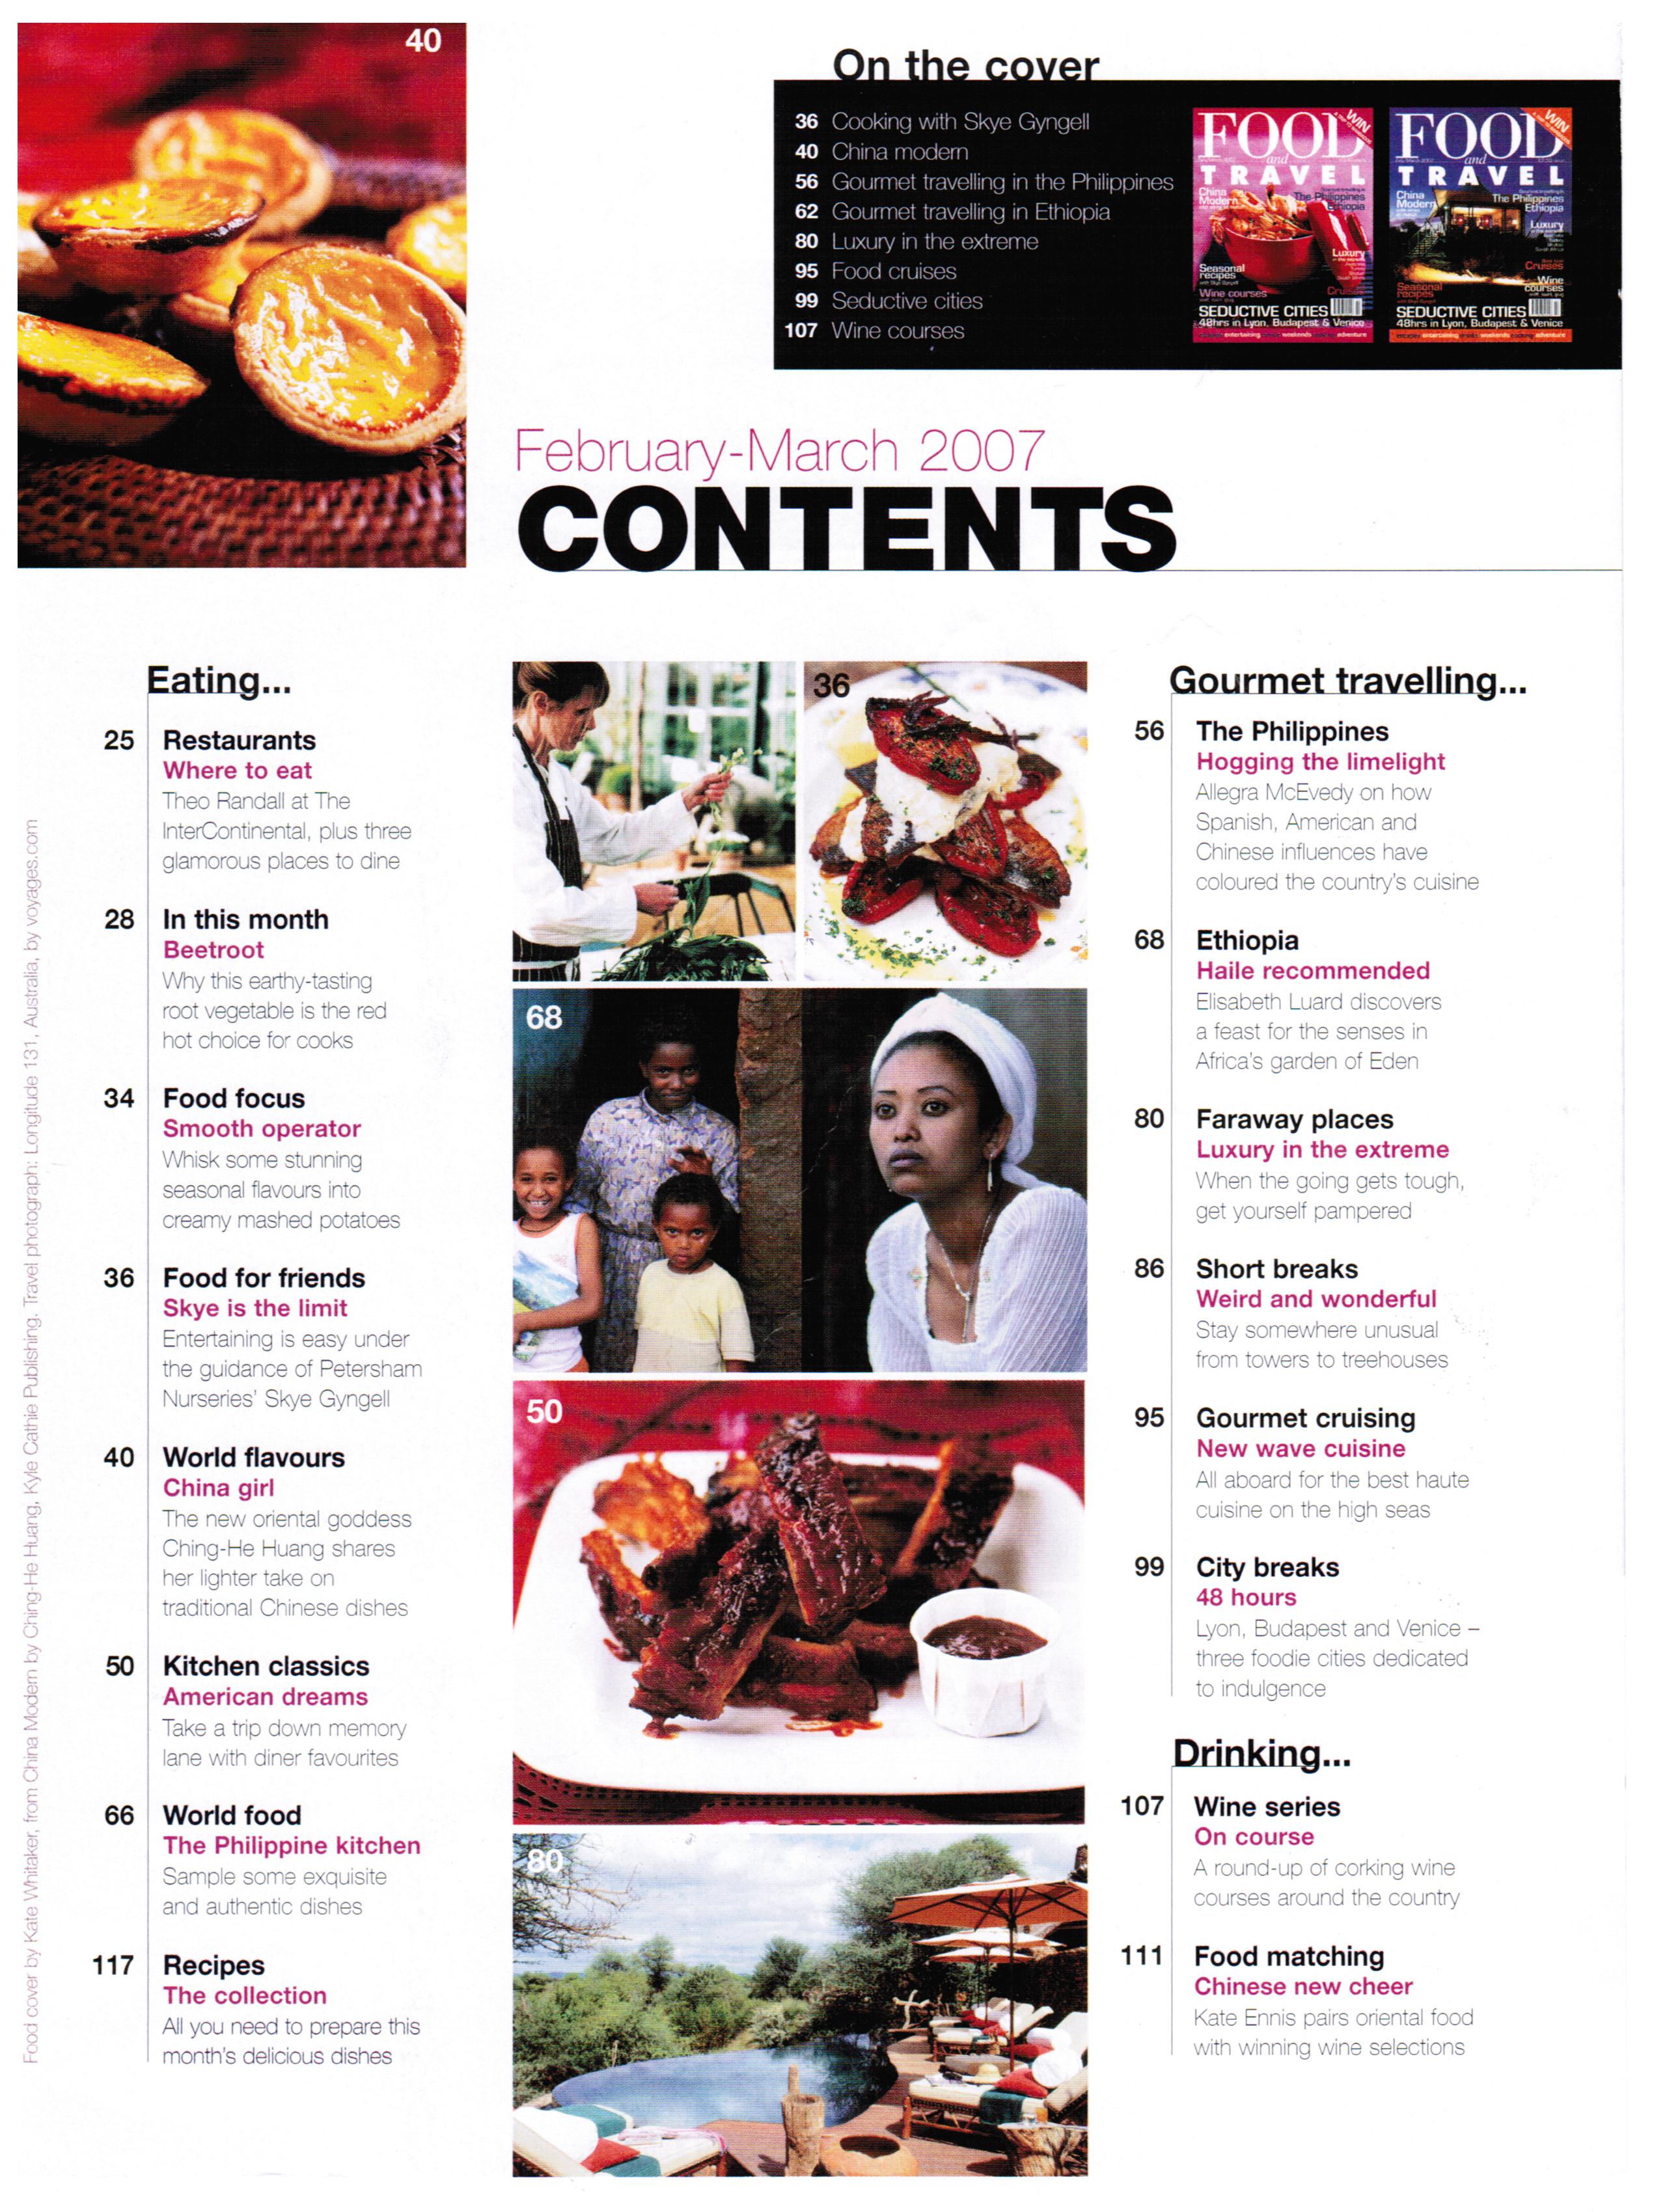 40
On the cover
36 Cooking with Skye Gyngell
40 China modern
56 Gourmet travelling in the Philippines
62 Gourmet travelling in Ethiopia
80 Luxury in the extreme
95 Food cruises
99 Seductive cities
107 Wine courses
WIN
FOOD
and
TRAVEL
China
Modern
The Philippines
Ethiopia
Luxury
Seasonal
recipes
Wine courses
Cruises
SEDUCTIVE CITIES
48hrs in Lyon, Budapest & Venice
entertaining weekends adventure
WIN
FOOD
and
TRAVEL
China
Modern
The Philippines
Ethiopia
Luxury
Cruises
Seasonal
recipes
Wine
courses
SEDUCTIVE CITIES
48hrs in Lyon, Budapest & Venice
entertaining weekends adventure
February-March 2007
CONTENTS
Eating...
25 Restaurants
Where to eat
Theo Randall at The
InterContinental, plus three
glamorous places to dine
28 In this month
Beetroot
Why this earthy-tasting
root vegetable is the red
hot choice for cooks
34 Food focus
Smooth operator
Whisk some stunning
seasonal flavours into
creamy mashed potatoes
36 Food for friends
Skye is the limit
Entertaining is easy under
the guidance of Petersham
Nurseries' Skye Gyngell
40 World flavours
China girl
The new oriental goddess
Ching-He Huang shares
her lighter take on
traditional Chinese dishes
50 Kitchen classics
American dreams
Take a trip down memory
lane with diner favourites
66 World food
The Philippine kitchen
Sample some exquisite
and authentic dishes
117 Recipes
The collection
All you need to prepare this
month's delicious dishes
36
68
50
80
Gourmet travelling...
56 The Philippines
Hogging the limelight
Allegra McEvedy on how
Spanish, American and
Chinese influences have
coloured the country's cuisine
68 Ethiopia
Haile recommended
Elisabeth Luard discovers
a feast for the senses in
Africa's garden of Eden
80 Faraway places
Luxury in the extreme
When the going gets tough,
get yourself pampered
86 Short breaks
Weird and wonderful
Stay somewhere unusual
from towers to treehouses
95 Gourmet cruising
New wave cuisine
All aboard for the best haute
cuisine on the high seas
99 City breaks
48 hours
Lyon, Budapest and Venice –
three foodie cities dedicated
to indulgence
Drinking...
107 Wine series
On course
A round-up of corking wine
courses around the country
111 Food matching
Chinese new cheer
Kate Ennis pairs oriental food
with winning wine selections
Food cover by Kate Whitaker, from China Modern by Ching-He Huang, Kyle Cathie Publishing. Travel photograph: Longitude 131, Australia, by voyages.com